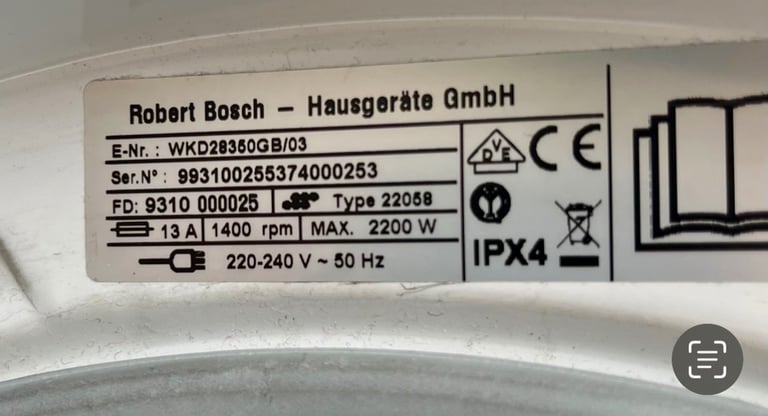 Robert Bosch – Hausgeräte GmbH
E-Nr. : WKD28350GB/03
Ser.N° : 993100255374000253
FD: 9310 000025 Type 22058
13 A 1400 rpm MAX. 2200 W
220-240 V ~ 50 Hz
DVE CE
IPX4